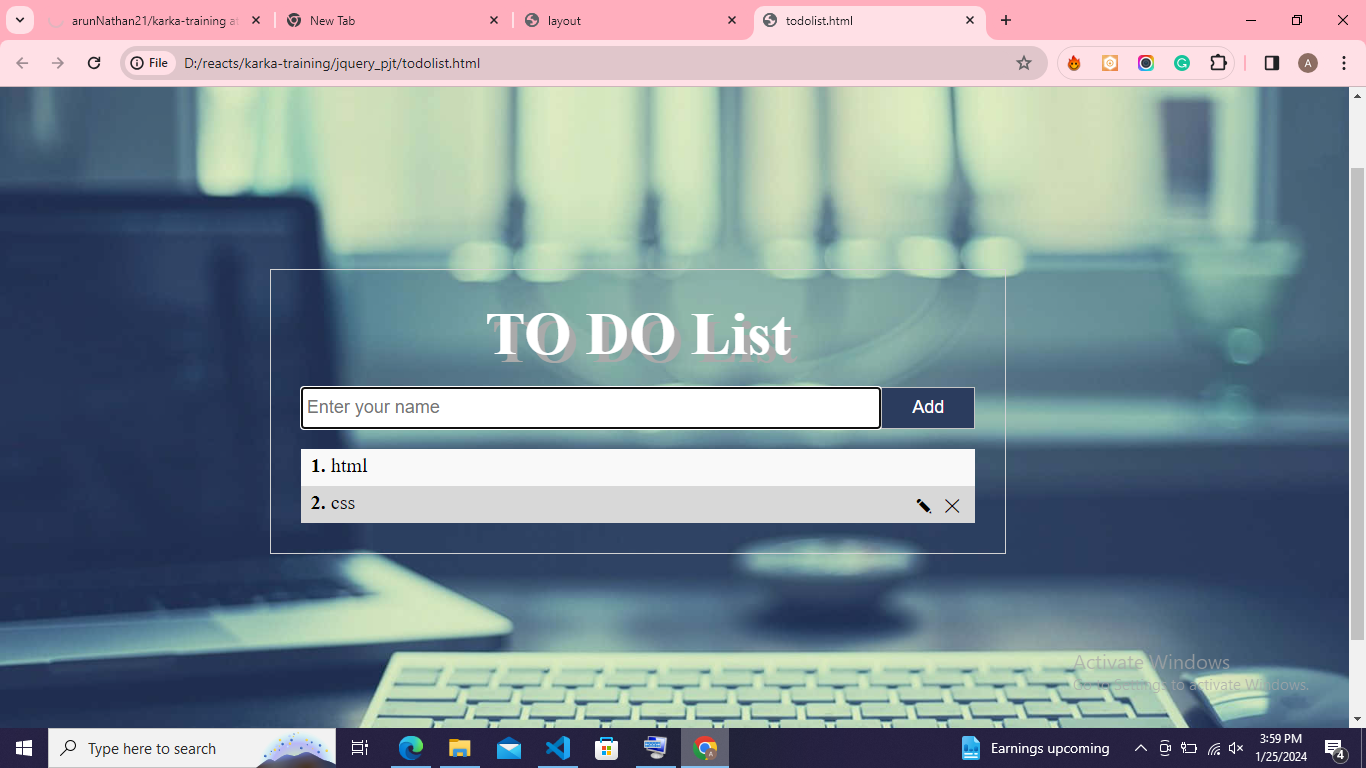 arunNathan21/karka-training at
New Tab
layout
todolist.html
File
D:/reacts/karka-training/jquery_pjt/todolist.html
A
TO DO List
Enter your name
Add
1. html
2. css
Activate Windows
Go to Settings to activate Windows.
Type here to search
Earnings upcoming
3:59 PM
1/25/2024
4